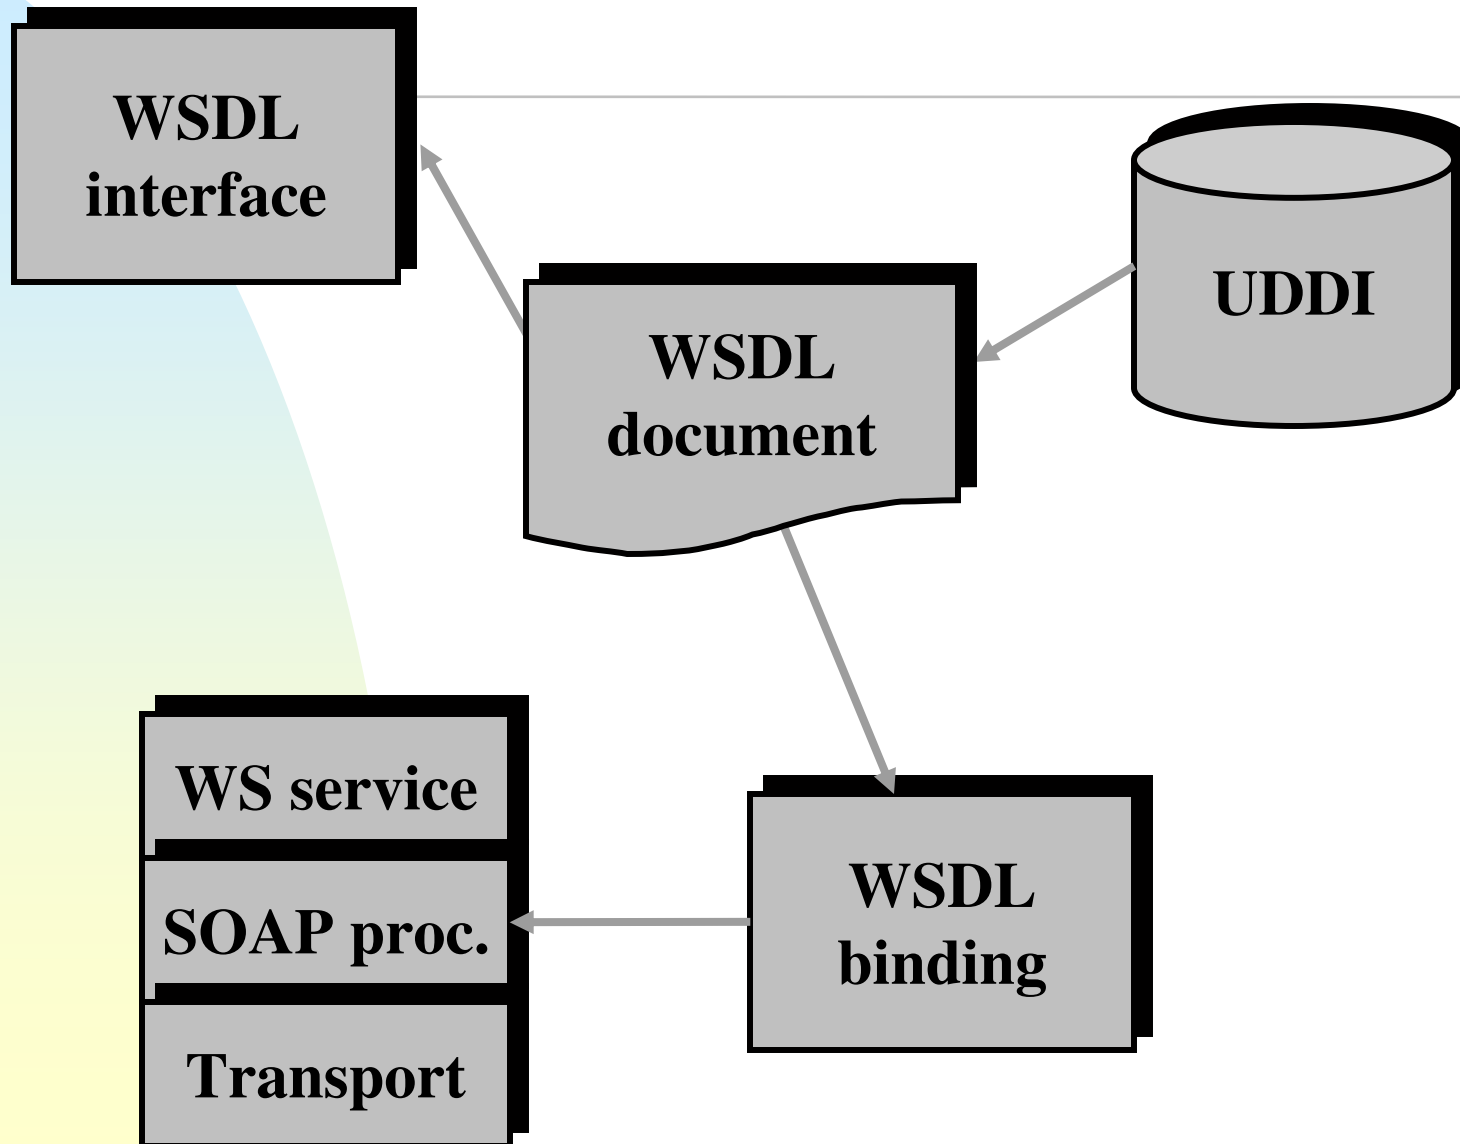 WSDL
interface
UDDI
WSDL
document
WS service
SOAP proc.
Transport
WSDL
binding